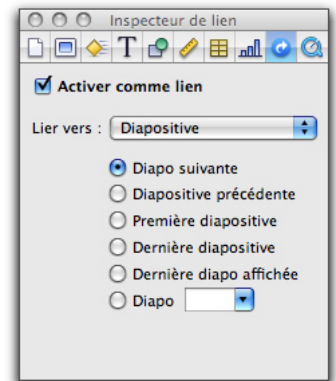 Inspecteur de lien
T
Activer comme lien
Lier vers : Diapositive
Diapo suivante
Diapositive précédente
Première diapositive
Dernière diapositive
Dernière diapo affichée
Diapo